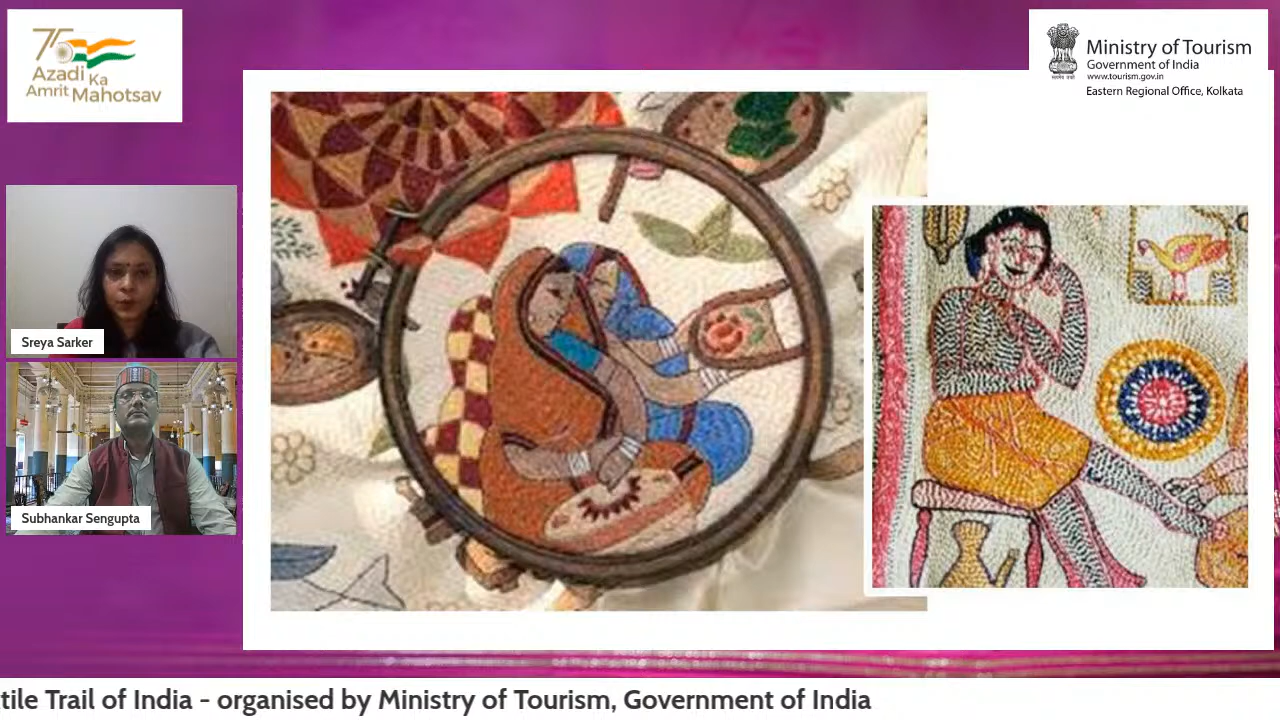 75
Azadi Ka
Amrit Mahotsav
Ministry of Tourism
Government of India
www.tourism.gov.in
Eastern Regional Office, Kolkata
Sreya Sarker
Subhankar Sengupta
tile Trail of India - organised by Ministry of Tourism, Government of India